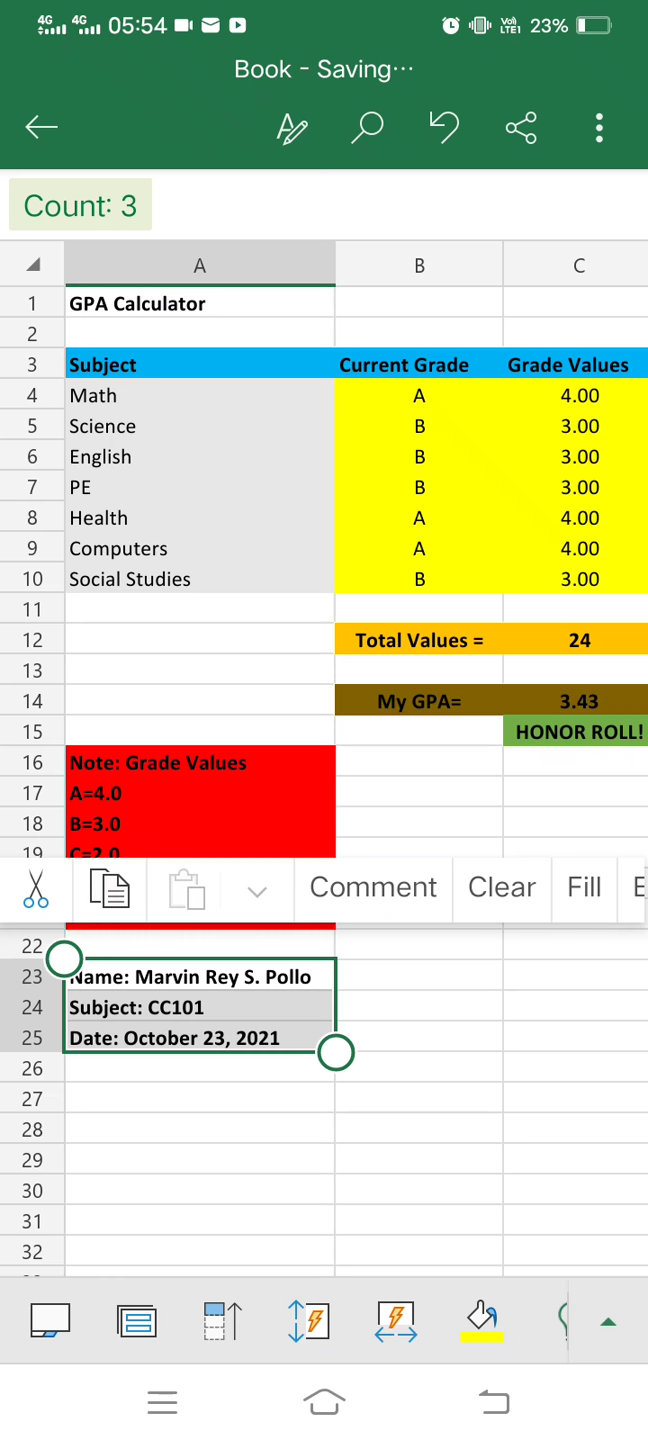 4G 4G 05:54 VoD LTE1 23%
Book - Saving···
Count: 3
A B C
1 GPA Calculator
2
3 Subject Current Grade Grade Values
4 Math A 4.00
5 Science B 3.00
6 English B 3.00
7 PE B 3.00
8 Health A 4.00
9 Computers A 4.00
10 Social Studies B 3.00
11
12 Total Values = 24
13
14 My GPA= 3.43
15 HONOR ROLL!
16 Note: Grade Values
17 A=4.0
18 B=3.0
19 C=2.0
Comment Clear Fill
22
23 Name: Marvin Rey S. Pollo
24 Subject: CC101
25 Date: October 23, 2021
26
27
28
29
30
31
32